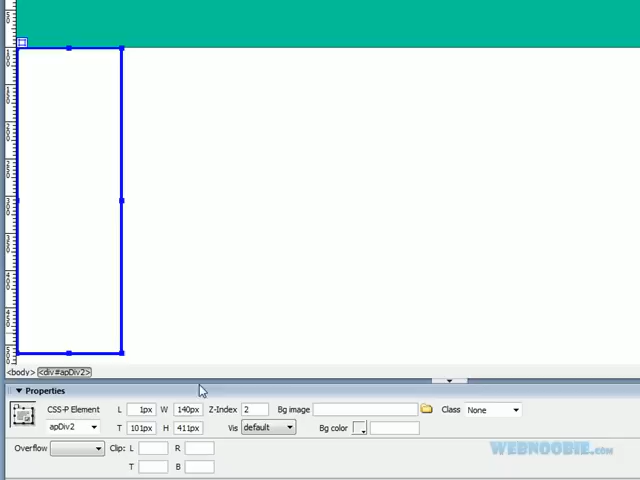 <body> <div#apDiv2>
Properties
CSS-P Element L 1px W 140px Z-Index 2 Bg image Class None
apDiv2 T 101px H 411px Vis default Bg color
Overflow Clip: L R
T B
WEBNOOBIE.COM